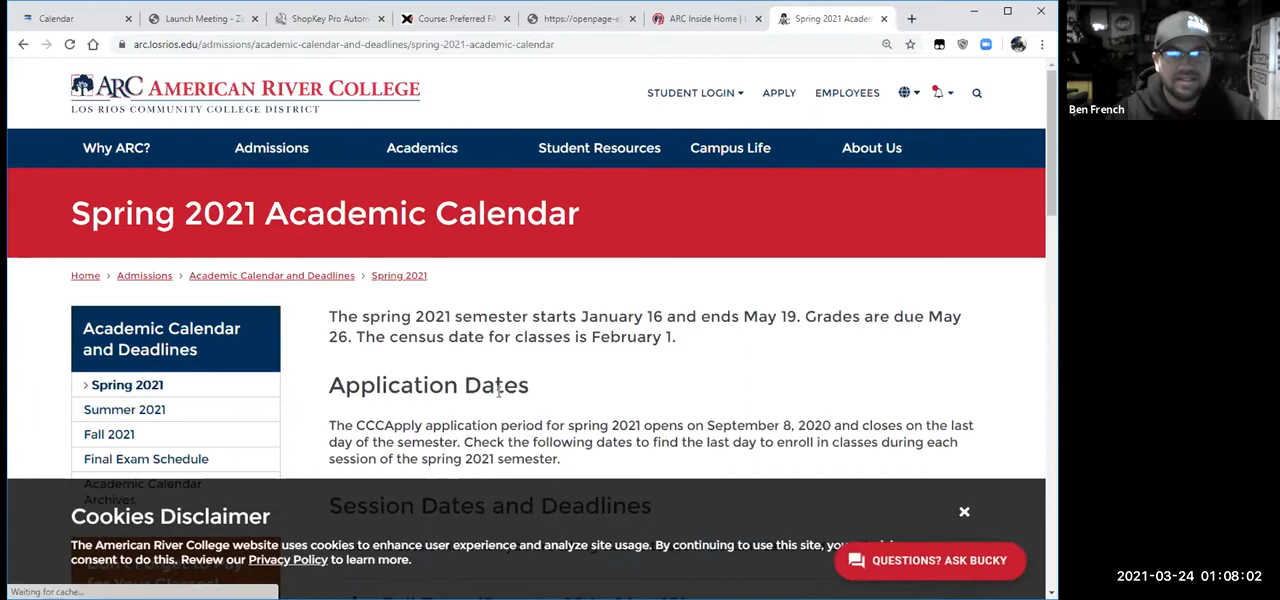 Calendar
Launch Meeting - Zo
ShopKey Pro Autom
Course: Preferred FA
https://openpage-e
ARC Inside Home | I
Spring 2021 Academ
arc.losrios.edu/admissions/academic-calendar-and-deadlines/spring-2021-academic-calendar
Ben French
ARC AMERICAN RIVER COLLEGE
LOS RIOS COMMUNITY COLLEGE DISTRICT
STUDENT LOGIN
APPLY
EMPLOYEES
Why ARC?
Admissions
Academics
Student Resources
Campus Life
About Us
Spring 2021 Academic Calendar
Home > Admissions > Academic Calendar and Deadlines > Spring 2021
Academic Calendar
and Deadlines
> Spring 2021
Summer 2021
Fall 2021
Final Exam Schedule
Academic Calendar
Archives
The spring 2021 semester starts January 16 and ends May 19. Grades are due May
26. The census date for classes is February 1.
Application Dates
The CCCApply application period for spring 2021 opens on September 8, 2020 and closes on the last
day of the semester. Check the following dates to find the last day to enroll in classes during each
session of the spring 2021 semester.
Session Dates and Deadlines
Cookies Disclaimer
The American River College website uses cookies to enhance user experience and analyze site usage. By continuing to use this site, you
consent to do this. Review our Privacy Policy to learn more.
QUESTIONS? ASK BUCKY
Waiting for cache...
2021-03-24 01:08:02